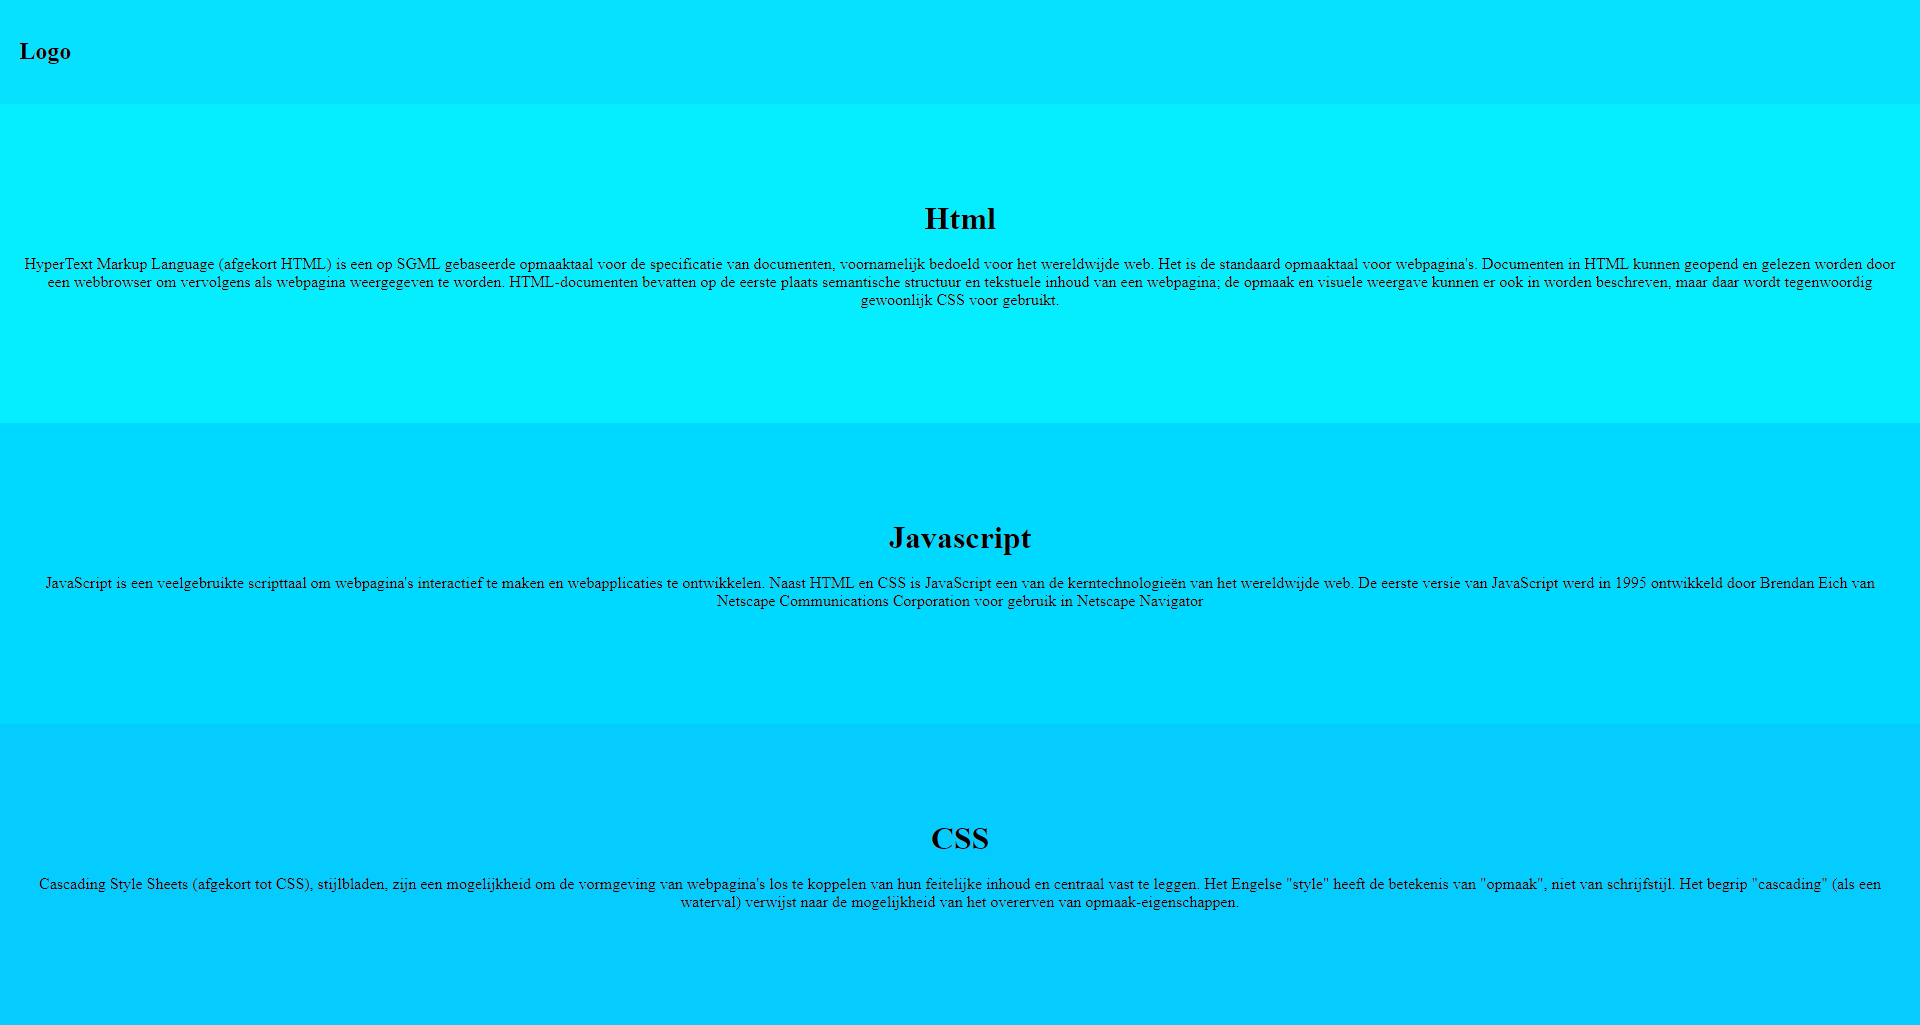 Logo
Html
HyperText Markup Language (afgekort HTML) is een op SGML gebaseerde opmaaktaal voor de specificatie van documenten, voornamelijk bedoeld voor het wereldwijde web. Het is de standaard opmaaktaal voor webpagina's. Documenten in HTML kunnen geopend en gelezen worden door
een webbrowser om vervolgens als webpagina weergegeven te worden. HTML-documenten bevatten op de eerste plaats semantische structuur en tekstuele inhoud van een webpagina; de opmaak en visuele weergave kunnen er ook in worden beschreven, maar daar wordt tegenwoordig
gewoonlijk CSS voor gebruikt.
Javascript
JavaScript is een veelgebruikte scripttaal om webpagina's interactief te maken en webapplicaties te ontwikkelen. Naast HTML en CSS is JavaScript een van de kerntechnologieën van het wereldwijde web. De eerste versie van JavaScript werd in 1995 ontwikkeld door Brendan Eich van
Netscape Communications Corporation voor gebruik in Netscape Navigator
CSS
Cascading Style Sheets (afgekort tot CSS), stijlbladen, zijn een mogelijkheid om de vormgeving van webpagina's los te koppelen van hun feitelijke inhoud en centraal vast te leggen. Het Engelse "style" heeft de betekenis van "opmaak", niet van schrijfstijl. Het begrip "cascading" (als een
waterval) verwijst naar de mogelijkheid van het overerven van opmaak-eigenschappen.